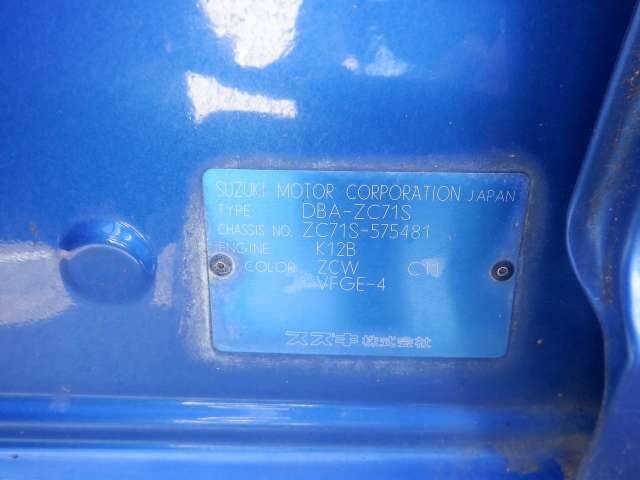 SUZUKI MOTOR CORPORATION JAPAN
TYPE DBA-ZC71S
CHASSIS NO. ZC71S-575481
ENGINE K12B
COLOR ZCW C11
VFGE-4
スズキ株式会社